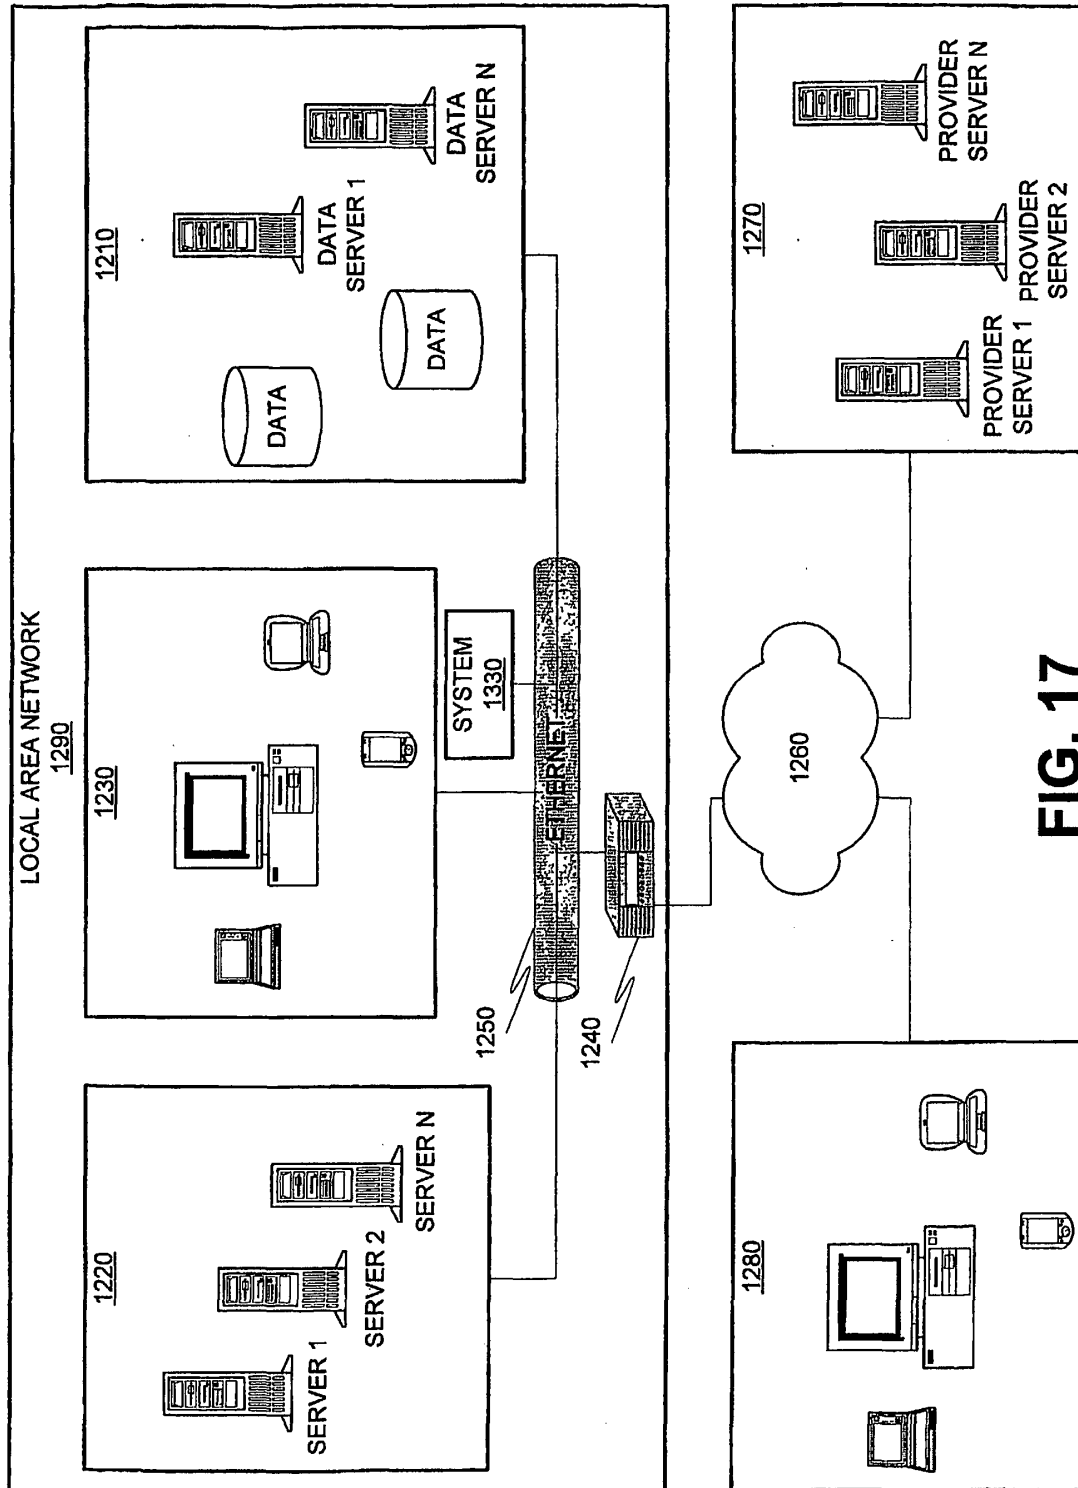 LOCAL AREA NETWORK
1290
1220
SERVER 1
SERVER 2
SERVER N
1230
1210
DATA
DATA
DATA
SERVER 1
DATA
SERVER N
SYSTEM
1330
ETHERNET
1250
1240
1260
1280
1270
PROVIDER
SERVER 1
PROVIDER
SERVER 2
PROVIDER
SERVER N
FIG. 17